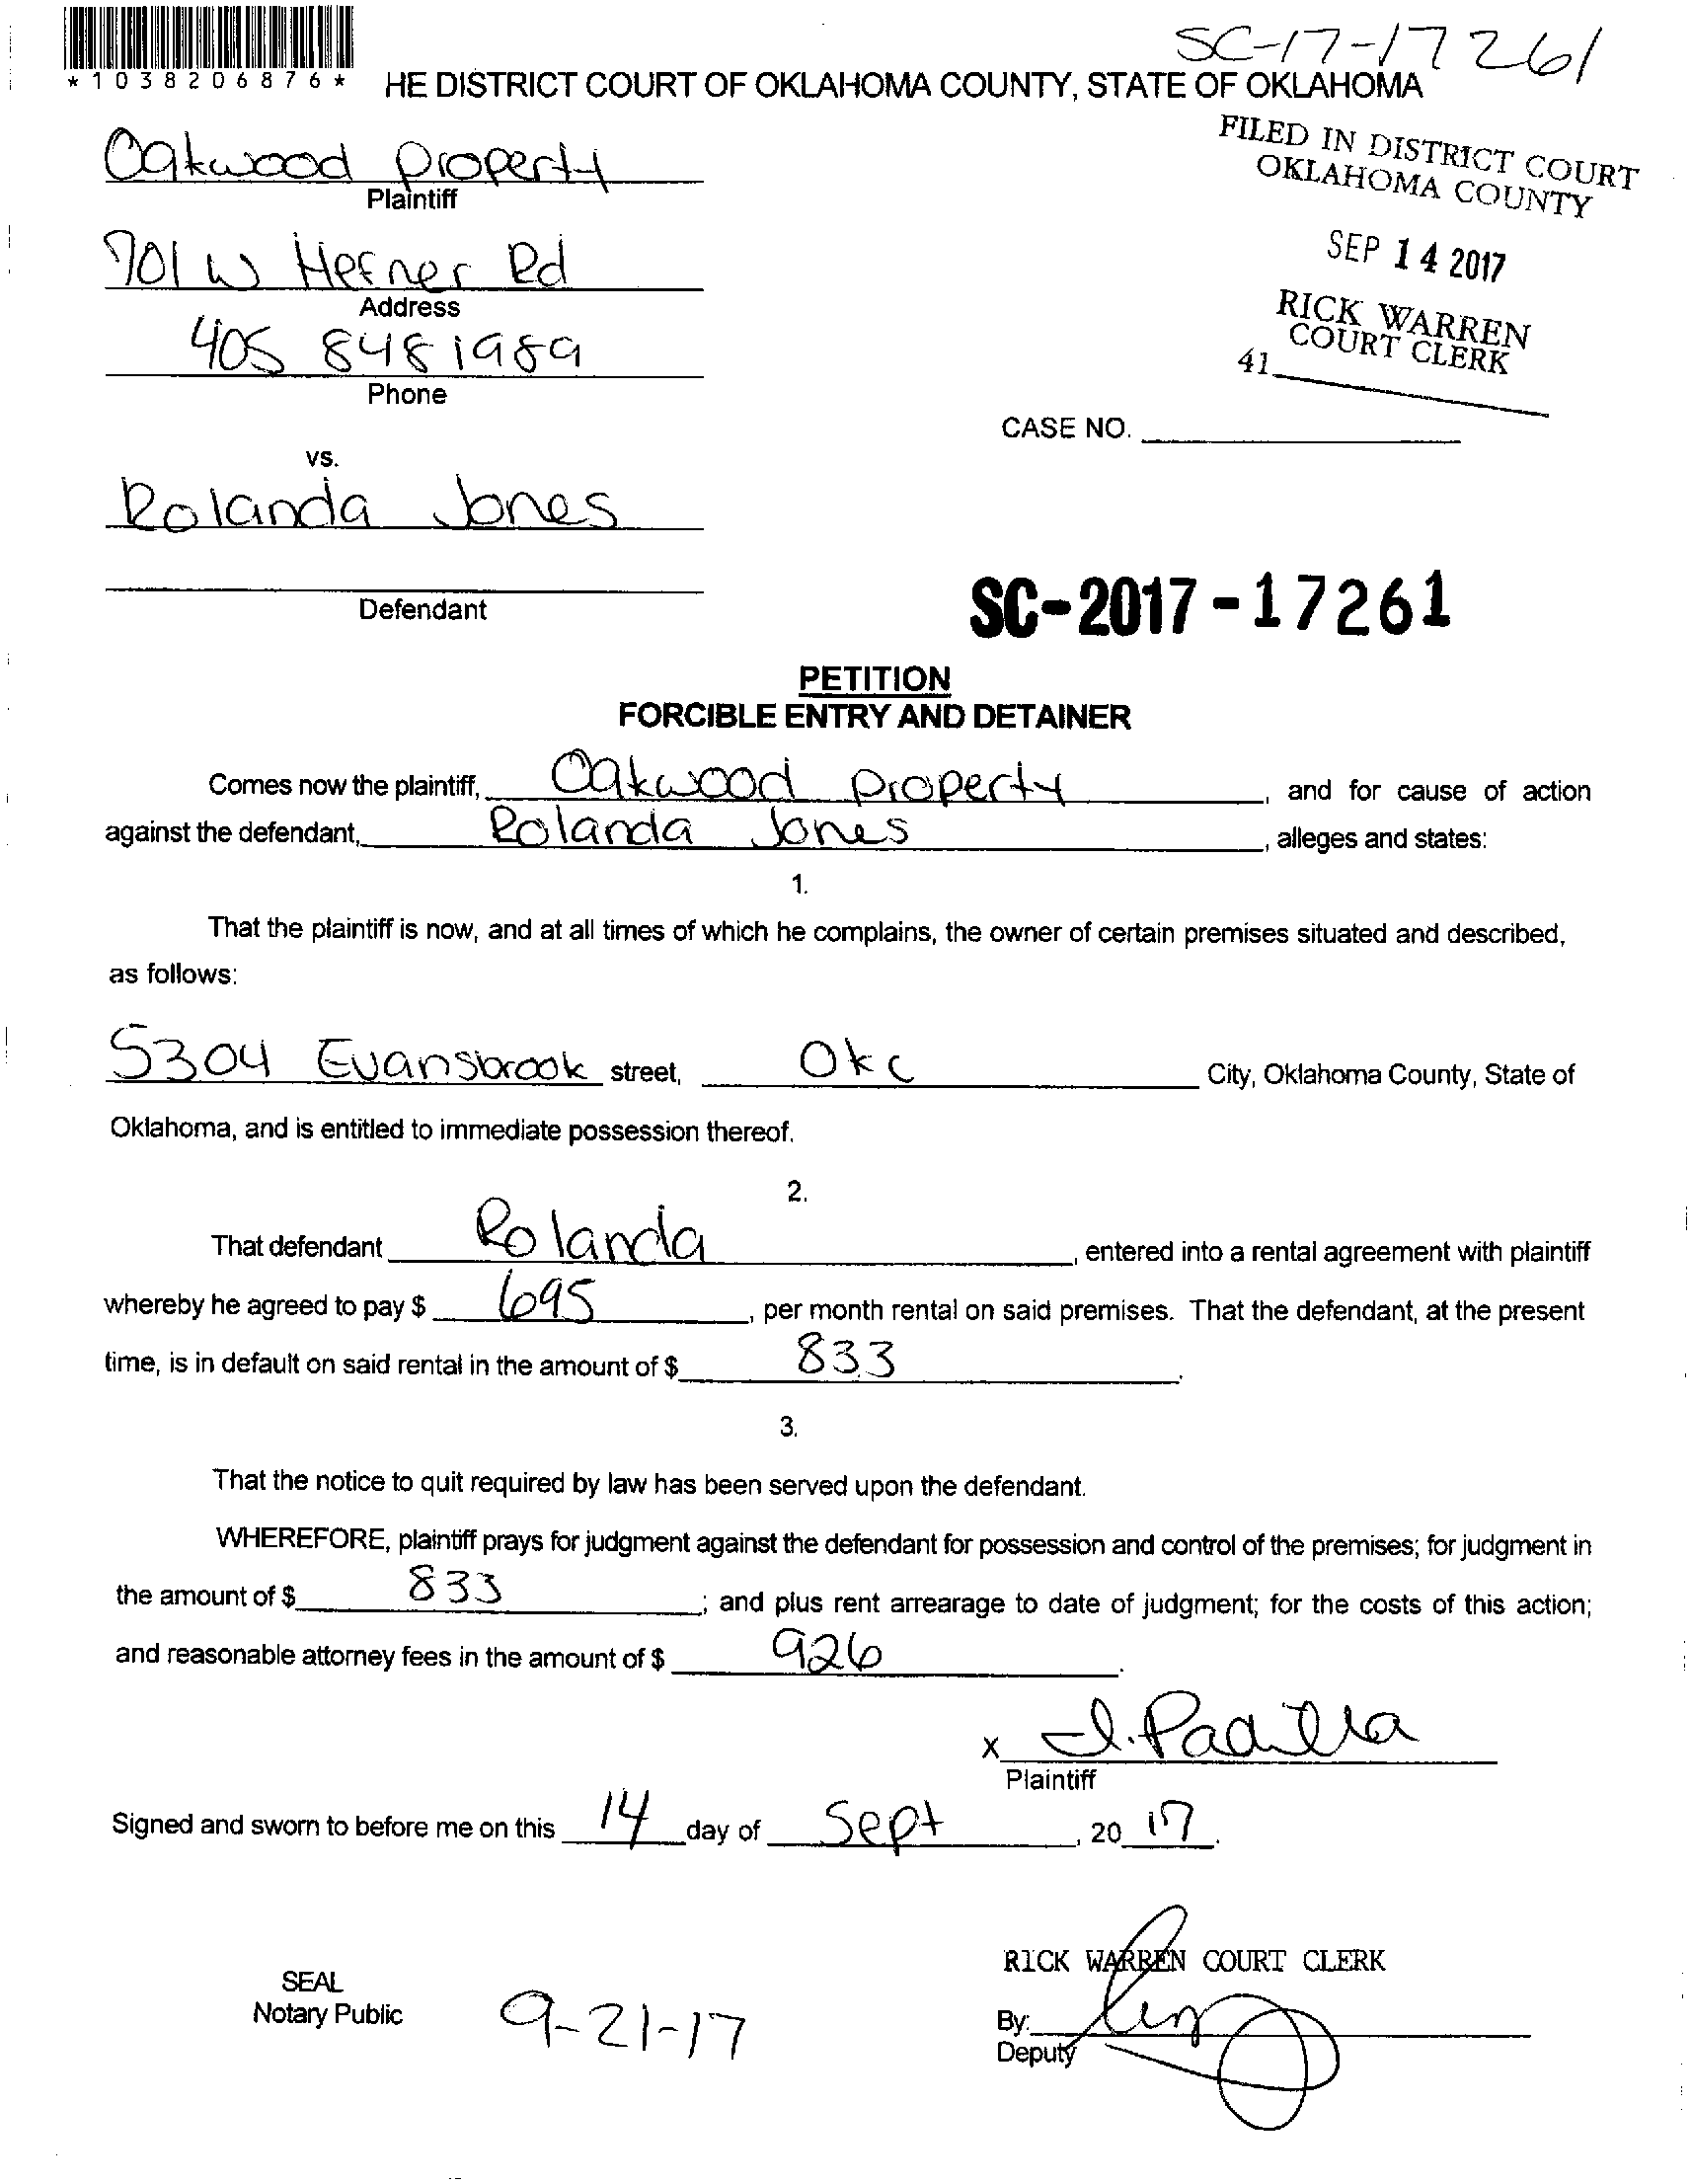 SC-17-17261
*1038206876*
HE DISTRICT COURT OF OKLAHOMA COUNTY, STATE OF OKLAHOMA
Oakwood Property
Plaintiff
FILED IN DISTRICT COURT
OKLAHOMA COUNTY
701 W Hefner Rd
Address
SEP 14 2017
405 848 1989
Phone
RICK WARREN
COURT CLERK
41
CASE NO.
vs.
Rolanda Jones
Defendant
SC-2017-17261
PETITION
FORCIBLE ENTRY AND DETAINER
Comes now the plaintiff, Oakwood Property, and for cause of action
against the defendant, Rolanda Jones, alleges and states:
1.
That the plaintiff is now, and at all times of which he complains, the owner of certain premises situated and described,
as follows:
5304 Evansbrook street, Okc City, Oklahoma County, State of
Oklahoma, and is entitled to immediate possession thereof.
2.
That defendant Rolanda, entered into a rental agreement with plaintiff
whereby he agreed to pay $ 695, per month rental on said premises. That the defendant, at the present
time, is in default on said rental in the amount of $ 833.
3.
That the notice to quit required by law has been served upon the defendant.
WHEREFORE, plaintiff prays for judgment against the defendant for possession and control of the premises; for judgment in
the amount of $ 833; and plus rent arrearage to date of judgment; for the costs of this action;
and reasonable attorney fees in the amount of $ 926.
x I. Padilla
Plaintiff
Signed and sworn to before me on this 14 day of Sept, 20 17.
RICK WARREN COURT CLERK
SEAL
Notary Public
9-21-17
By:
Deputy